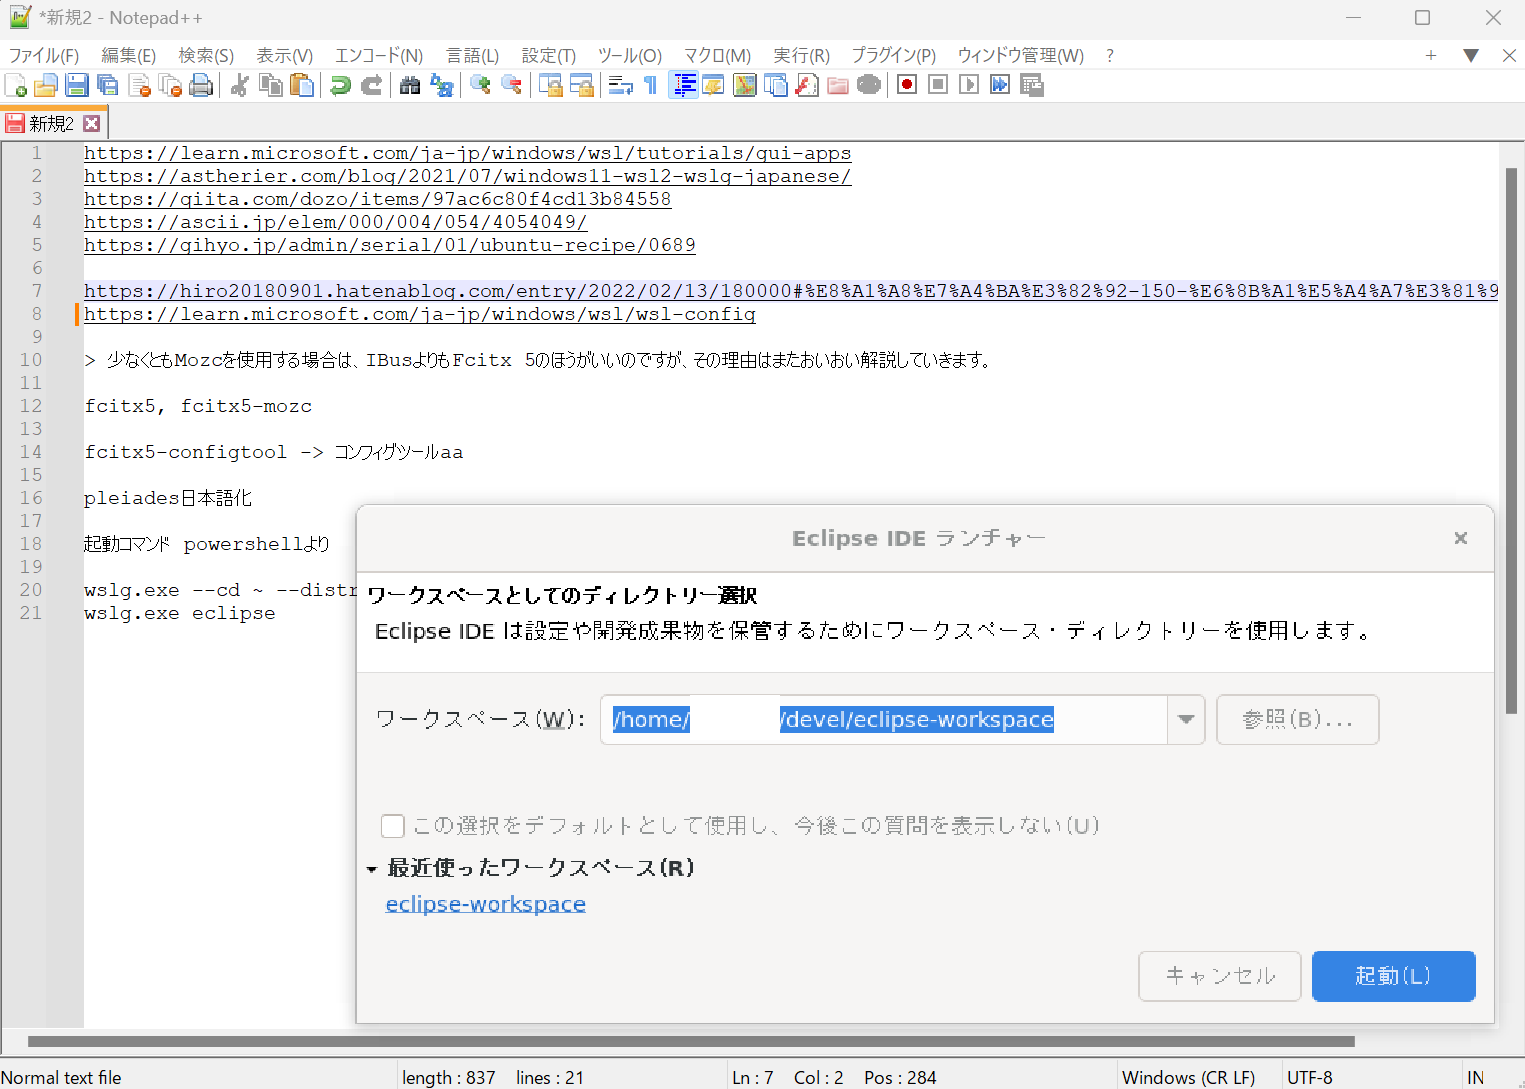 *新規2 - Notepad++
ファイル(F) 編集(E) 検索(S) 表示(V) エンコード(N) 言語(L) 設定(T) ツール(O) マクロ(M) 実行(R) プラグイン(P) ウィンドウ管理(W) ?
新規2
1 https://learn.microsoft.com/ja-jp/windows/wsl/tutorials/gui-apps
2 https://astherier.com/blog/2021/07/windows11-wsl2-wslg-japanese/
3 https://qiita.com/dozo/items/97ac6c80f4cd13b84558
4 https://ascii.jp/elem/000/004/054/4054049/
5 https://gihyo.jp/admin/serial/01/ubuntu-recipe/0689
6
7 https://hiro20180901.hatenablog.com/entry/2022/02/13/180000#%E8%A1%A8%E7%A4%BA%E3%82%92-150-%E6%8B%A1%E5%A4%A7%E3%81%9
8 https://learn.microsoft.com/ja-jp/windows/wsl/wsl-config
9
10 > 少なくともMozcを使用する場合は、IBusよりもFcitx 5のほうがいいのですが、その理由はまたおいおい解説していきます。
11
12 fcitx5, fcitx5-mozc
13
14 fcitx5-configtool -> コンフィグツールaa
15
16 pleiades日本語化
17
18 起動コマンド powershellより
19
20 wslg.exe --cd ~ --distr
21 wslg.exe eclipse
Eclipse IDE ランチャー
ワークスペースとしてのディレクトリー選択
Eclipse IDE は設定や開発成果物を保管するためにワークスペース・ディレクトリーを使用します。
ワークスペース(W): /home/ /devel/eclipse-workspace 参照(B)...
この選択をデフォルトとして使用し、今後この質問を表示しない(U)
最近使ったワークスペース(R)
eclipse-workspace
キャンセル 起動(L)
Normal text file length : 837 lines : 21 Ln : 7 Col : 2 Pos : 284 Windows (CR LF) UTF-8 IN